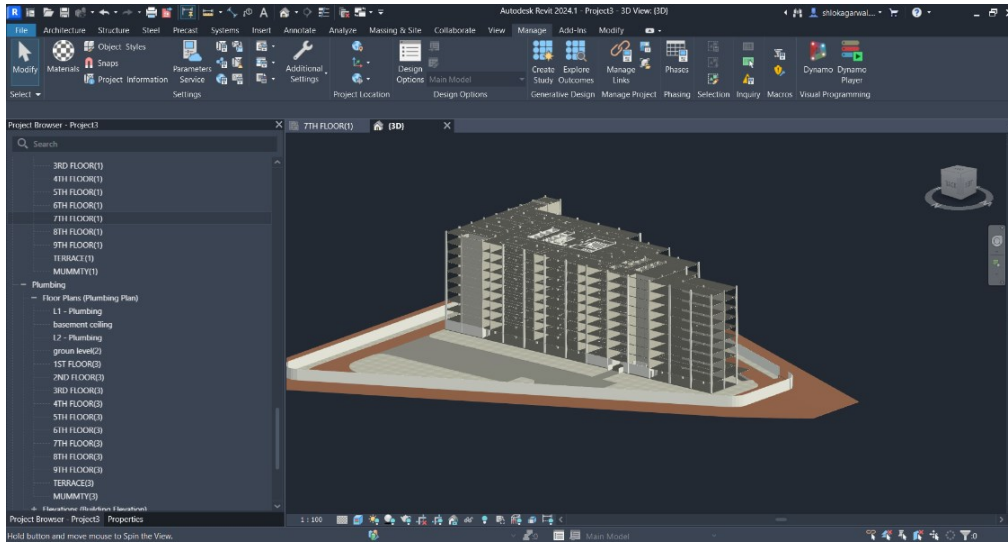 Autodesk Revit 2024.1 - Project3 - 3D View: {3D}
shlokagarwal...
File Architecture Structure Steel Precast Systems Insert Annotate Analyze Massing & Site Collaborate View Manage Add-Ins Modify
Modify
Materials
Object Styles
Snaps
Project Information
Parameters Service
Additional Settings
Design Options
Main Model
Create Study
Explore Outcomes
Manage Links
Phases
Dynamo
Dynamo Player
Select
Settings
Project Location
Design Options
Generative Design
Manage Project
Phasing
Selection
Inquiry
Macros
Visual Programming
Project Browser - Project3
7TH FLOOR(1)
{3D}
Search
3RD FLOOR(1)
4TH FLOOR(1)
5TH FLOOR(1)
6TH FLOOR(1)
7TH FLOOR(1)
8TH FLOOR(1)
9TH FLOOR(1)
TERRACE(1)
MUMMTY(1)
Plumbing
Floor Plans (Plumbing Plan)
L1 - Plumbing
basement ceiling
L2 - Plumbing
groun level(2)
1ST FLOOR(3)
2ND FLOOR(3)
3RD FLOOR(3)
4TH FLOOR(3)
5TH FLOOR(3)
6TH FLOOR(3)
7TH FLOOR(3)
8TH FLOOR(3)
9TH FLOOR(3)
TERRACE(3)
MUMMTY(3)
Elevations (Building Elevation)
Project Browser - Project3 Properties
1 : 100
Hold button and move mouse to Spin the View.
:0
Main Model
:0